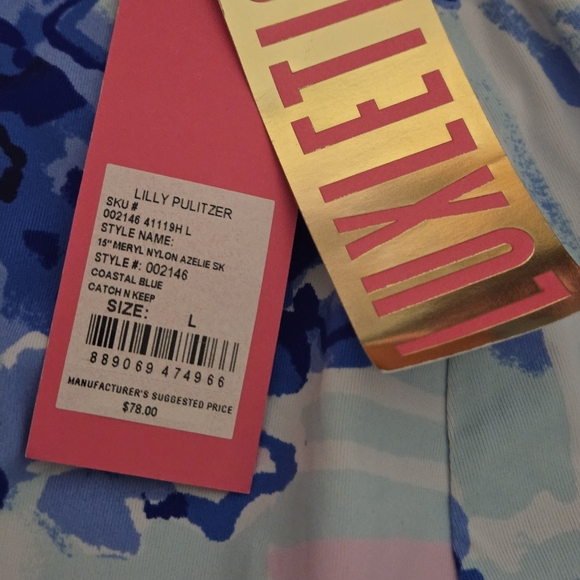 LILLY PULITZER
SKU #
002146 41119H L
STYLE NAME:
15" MERYL NYLON AZELIE SK
STYLE #: 002146
COASTAL BLUE
CATCH N KEEP
SIZE: L
889069 474966
MANUFACTURER'S SUGGESTED PRICE
$78.00